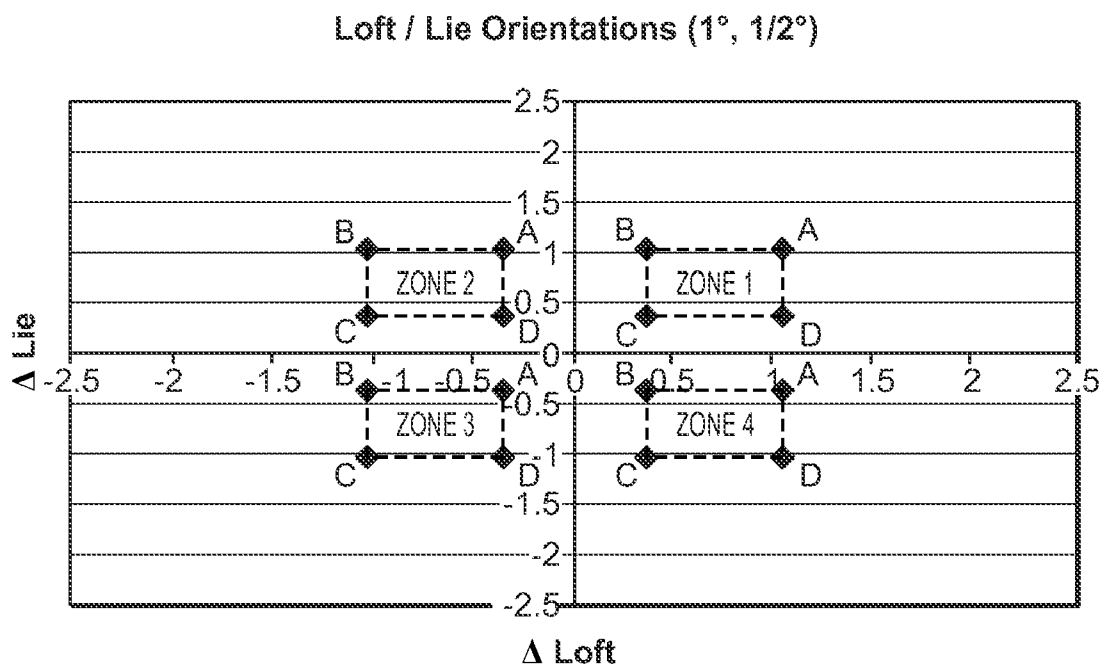 Loft / Lie Orientations (1°, 1/2°)
2.5
2
1.5
B A B A
1
ZONE 2 ZONE 1
0.5
C D C D
0
Δ Lie
-2.5 -2 -1.5 -1 -0.5 0 0.5 1 1.5 2 2.5
B A B A
-0.5
ZONE 3 ZONE 4
-1
C D C D
-1.5
-2
-2.5
Δ Loft